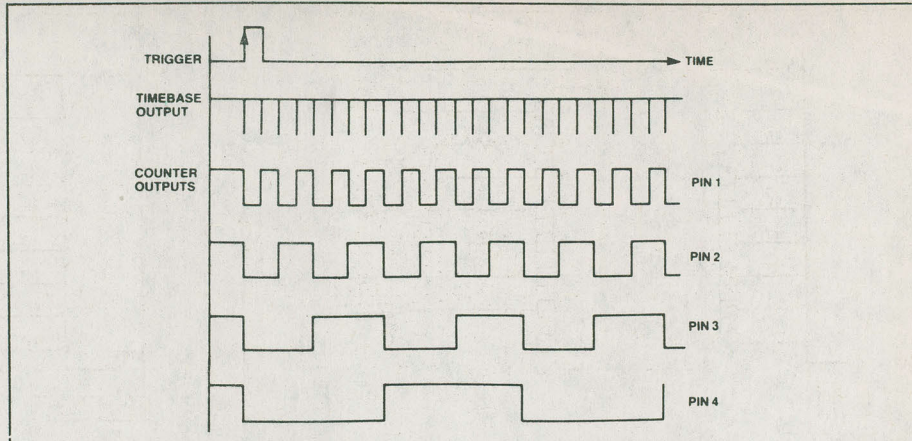 TRIGGER
TIME
TIMEBASE
OUTPUT
COUNTER
OUTPUTS
PIN 1
PIN 2
PIN 3
PIN 4